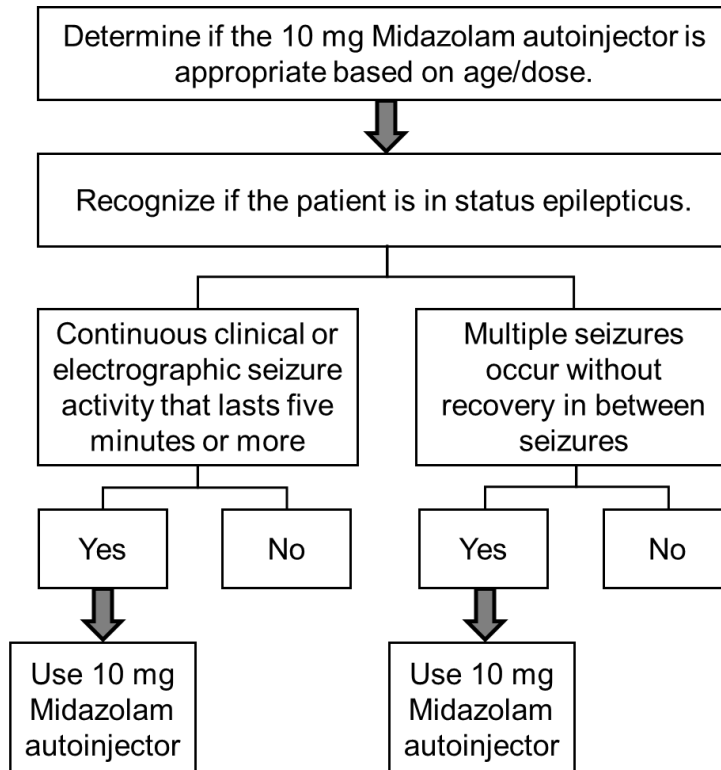 Determine if the 10 mg Midazolam autoinjector is
appropriate based on age/dose.
Recognize if the patient is in status epilepticus.
Continuous clinical or
electrographic seizure
activity that lasts five
minutes or more
Multiple seizures
occur without
recovery in between
seizures
Yes
No
Yes
No
Use 10 mg
Midazolam
autoinjector
Use 10 mg
Midazolam
autoinjector